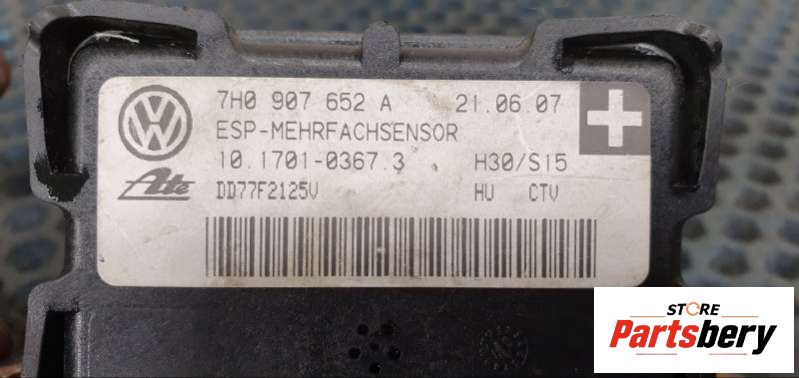 7H0 907 652 A 21.06.07
ESP-MEHRFACHSENSOR
10.1701-0367.3 H30/S15
Ate DD77F2125V HU CTV
STORE
Partsbery